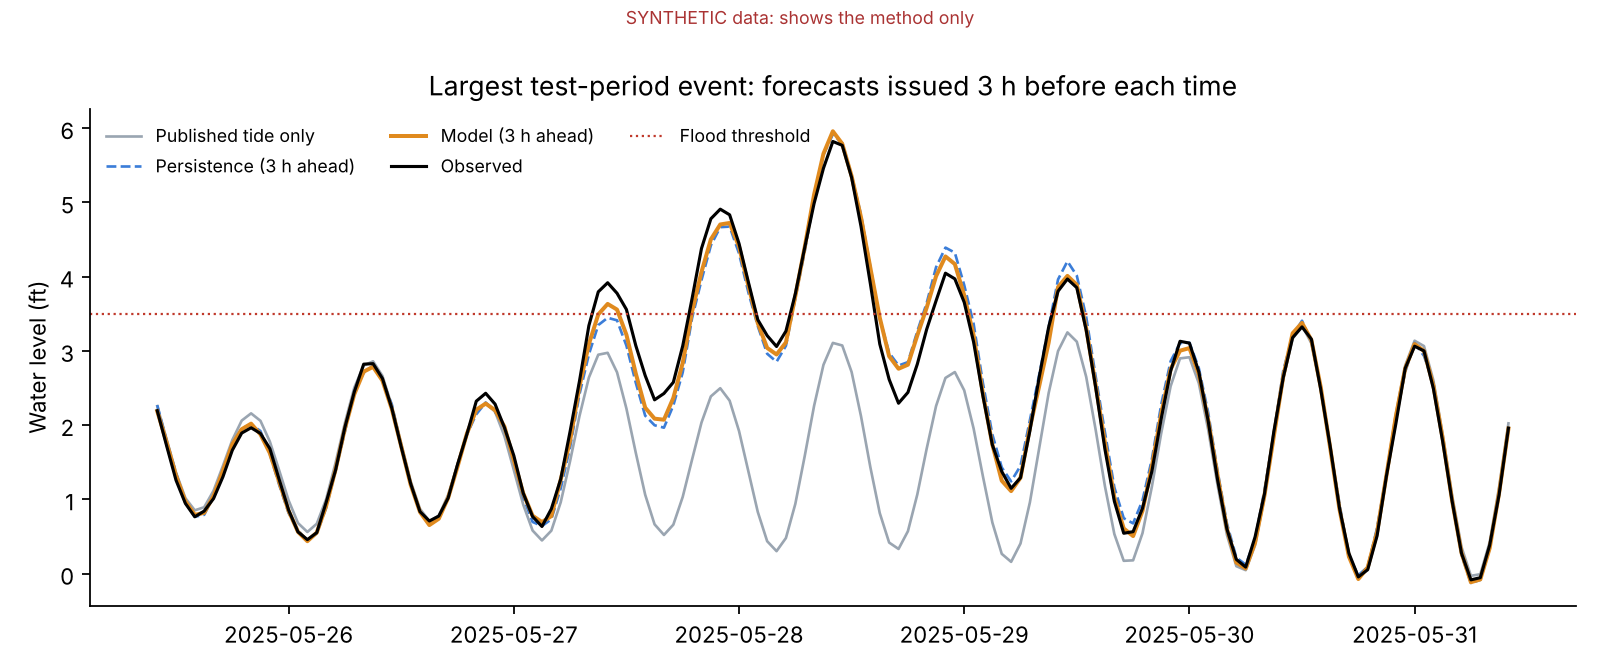 SYNTHETIC data: shows the method only
Largest test-period event: forecasts issued 3 h before each time
Published tide only
Persistence (3 h ahead)
Model (3 h ahead)
Observed
Flood threshold
Water level (ft)
6
5
4
3
2
1
0
2025-05-26
2025-05-27
2025-05-28
2025-05-29
2025-05-30
2025-05-31